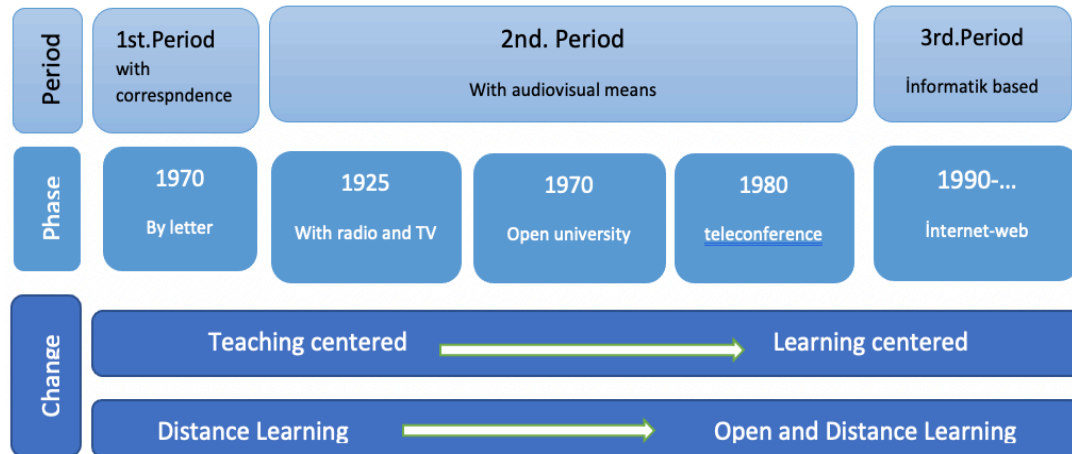 Period
1st.Period
with
correspndence
2nd. Period
With audiovisual means
3rd.Period
İnformatik based
Phase
1970
By letter
1925
With radio and TV
1970
Open university
1980
teleconference
1990-...
İnternet-web
Change
Teaching centered
Learning centered
Distance Learning
Open and Distance Learning